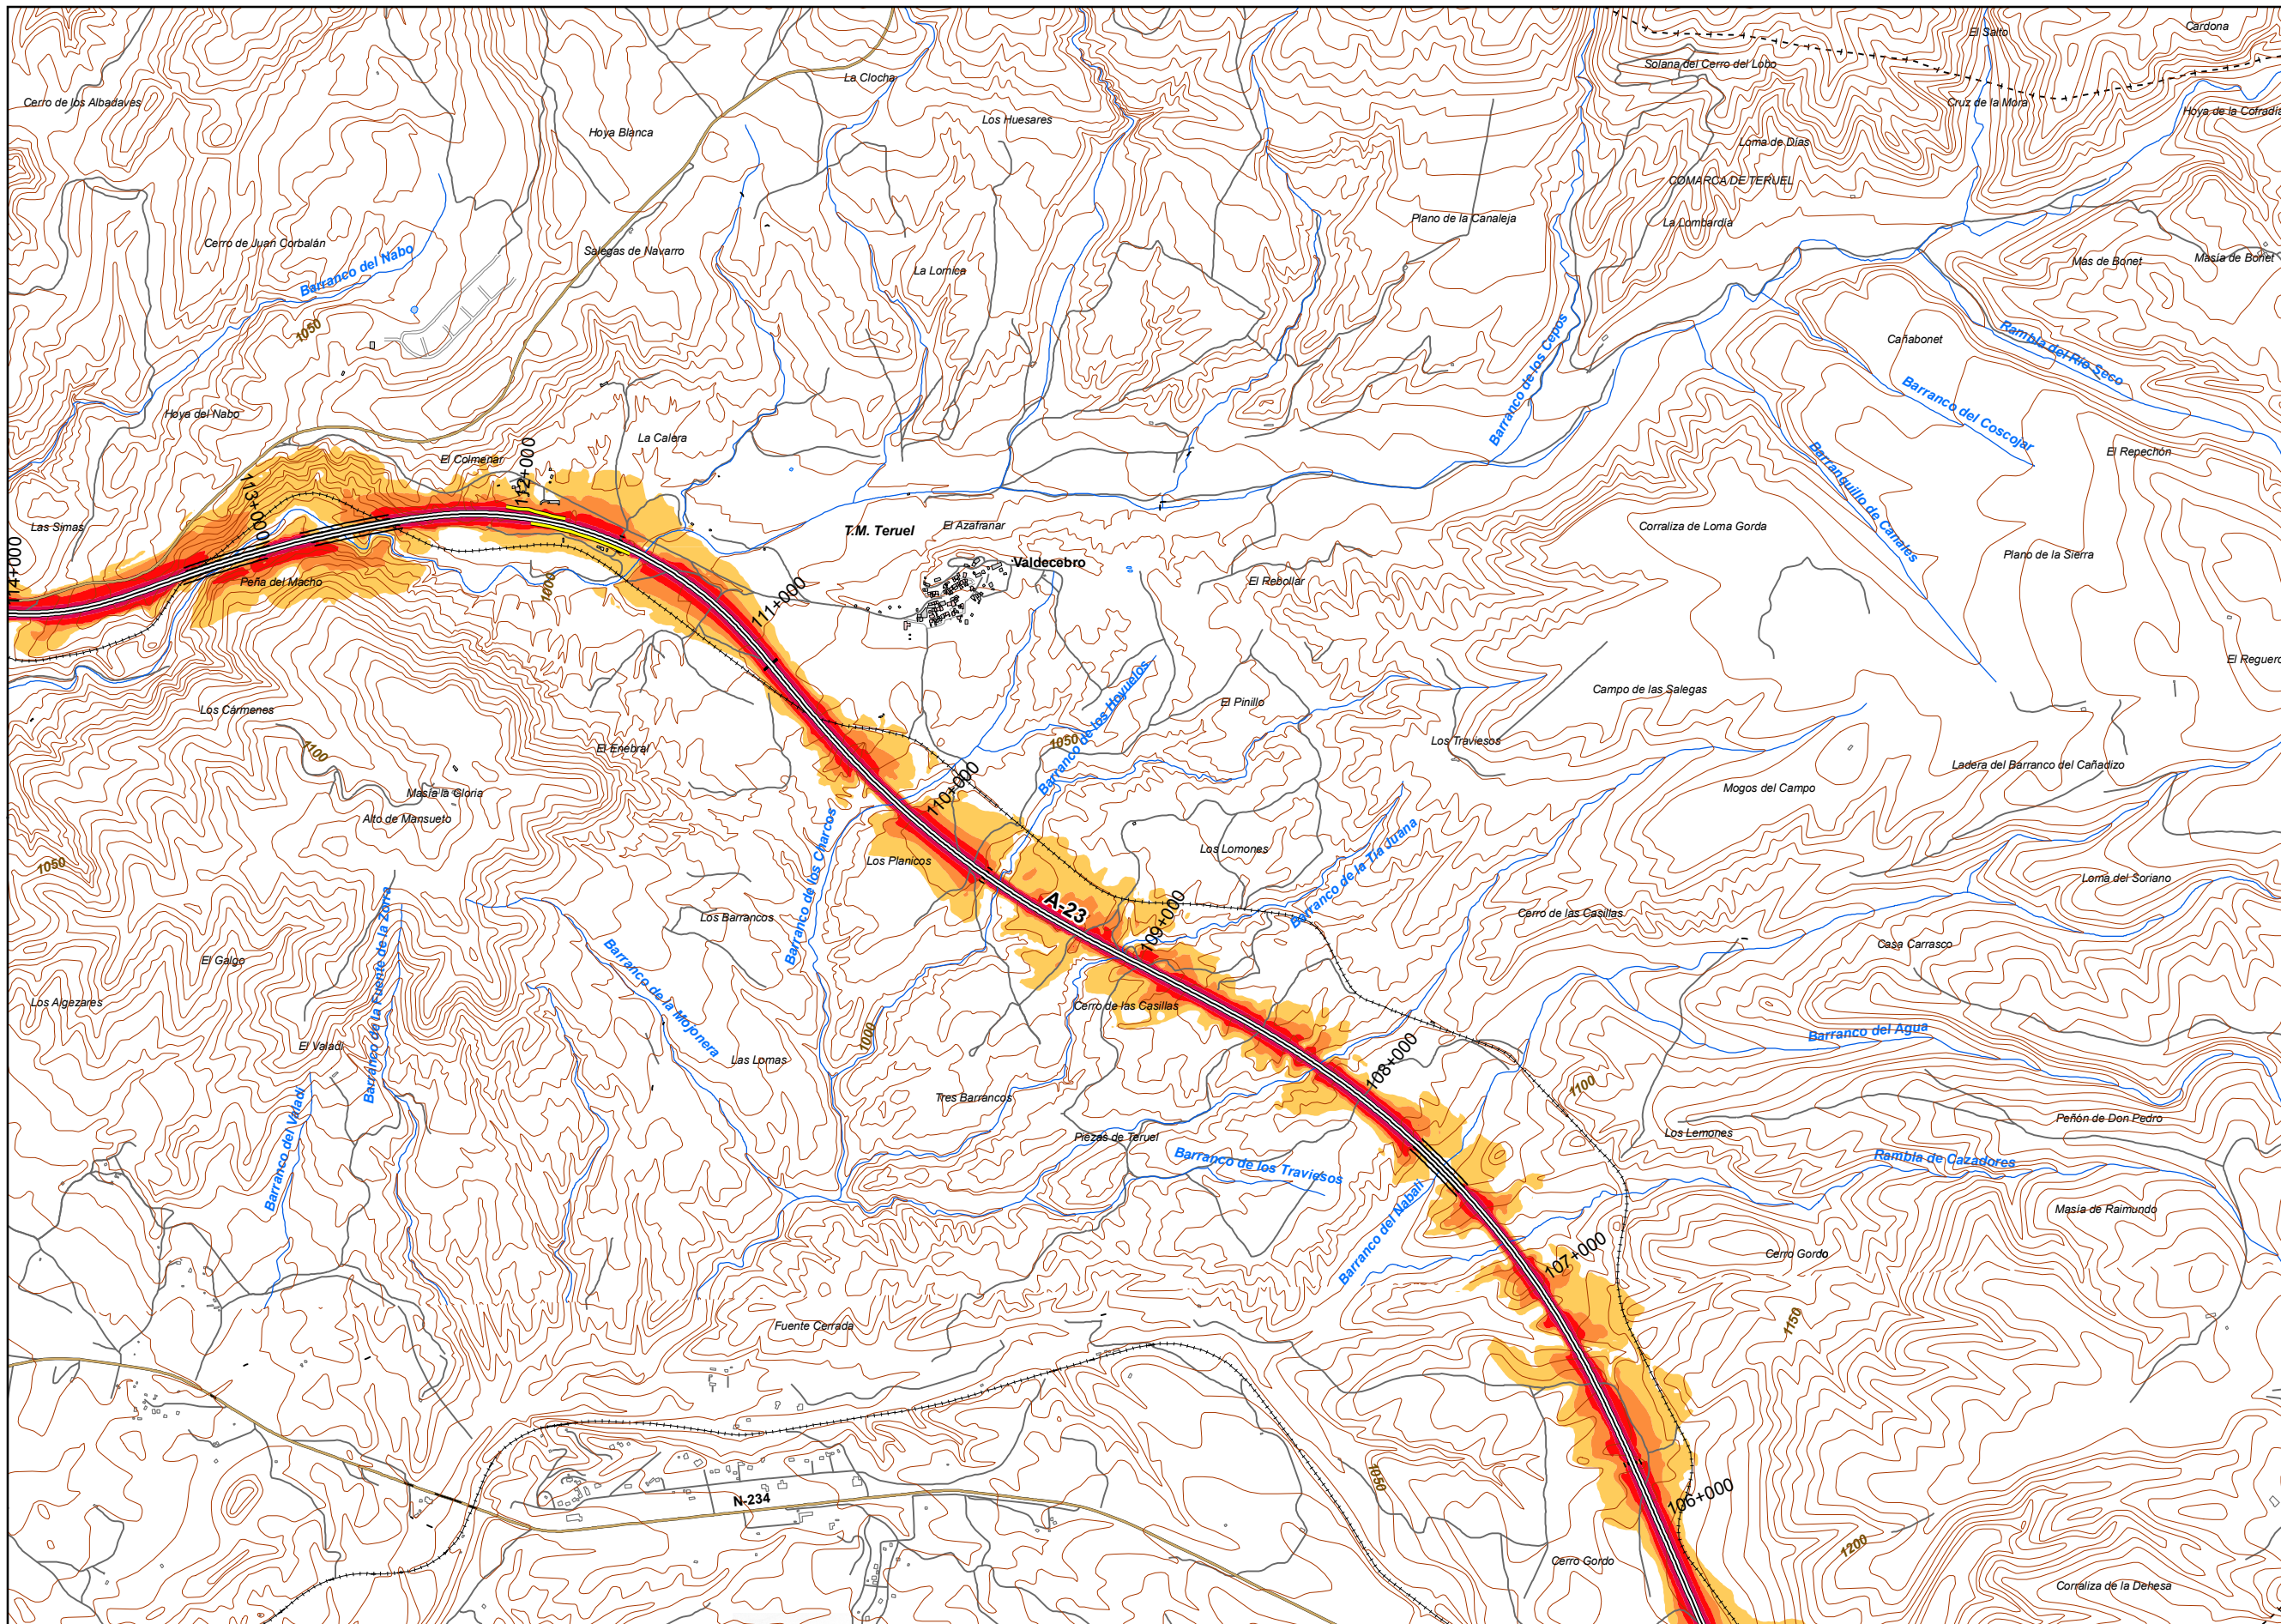 Cardona
El Salto
Solana del Cerro del Lobo
La Clocha
Cerro de los Albadaves
Cruz de la Mora
Hoya de la Cofradía
Los Huesares
Hoya Blanca
Loma de Días
COMARCA DE TERUEL
Plano de la Canaleja
La Lombardía
Cerro de Juan Corbalán
Salegas de Navarro
Barranco del Nabo
La Lomica
Mas de Bonet
Masía de Bonet
1050
Cañabonet
Rambla del Río Seco
Barranco de los Cepos
Barranco del Coscojar
Hoya del Nabo
La Calera
El Colmenar
112+000
Barranquillo de Canales
El Repechón
113+000
Las Simas
T.M. Teruel
El Azafranar
Corraliza de Loma Gorda
Plano de la Sierra
114+000
Valdecebro
Peña del Macho
1000
111+000
El Rebollar
El Reguero
Los Cármenes
Barranco de los Hoyuelos
El Pinillo
Campo de las Salegas
1100
El Enebral
1050
Los Traviesos
Ladera del Barranco del Cañadizo
Masía la Gloria
110+000
Mogos del Campo
Alto de Mansueto
Barranco de los Charcos
Los Planicos
Los Lomones
Barranco de la Tía Juana
1050
Loma del Soriano
Barranco de la Fuente de la Zorra
Los Barrancos
A-23
109+000
Cerro de las Casillas
Casa Carrasco
El Galgo
Barranco de la Mojonera
Los Algezares
Cerro de las Casillas
1000
Barranco del Agua
El Valadi
Las Lomas
108+000
1100
Barranco del Valadi
Tres Barrancos
Peñón de Don Pedro
Piezas de Teruel
Los Lemones
Barranco de los Traviesos
Rambla de Cazadores
Barranco del Nabali
Masía de Raimundo
107+000
Cerro Gordo
Fuente Cerrada
1150
1050
N-234
106+000
1200
Cerro Gordo
Corraliza de la Dehesa